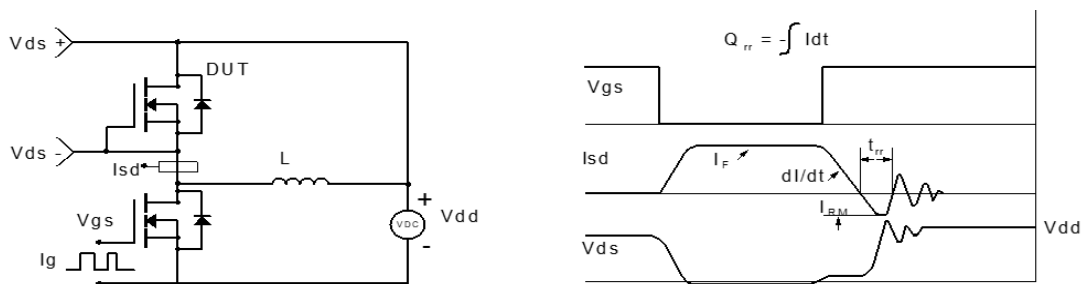 Vds +
DUT
Vds -
Isd
L
Vgs
Ig
+
VDC
-
Vdd
Q rr = -∫ Idt
Vgs
Isd
I F
dI/dt
t rr
I RM
Vds
Vdd